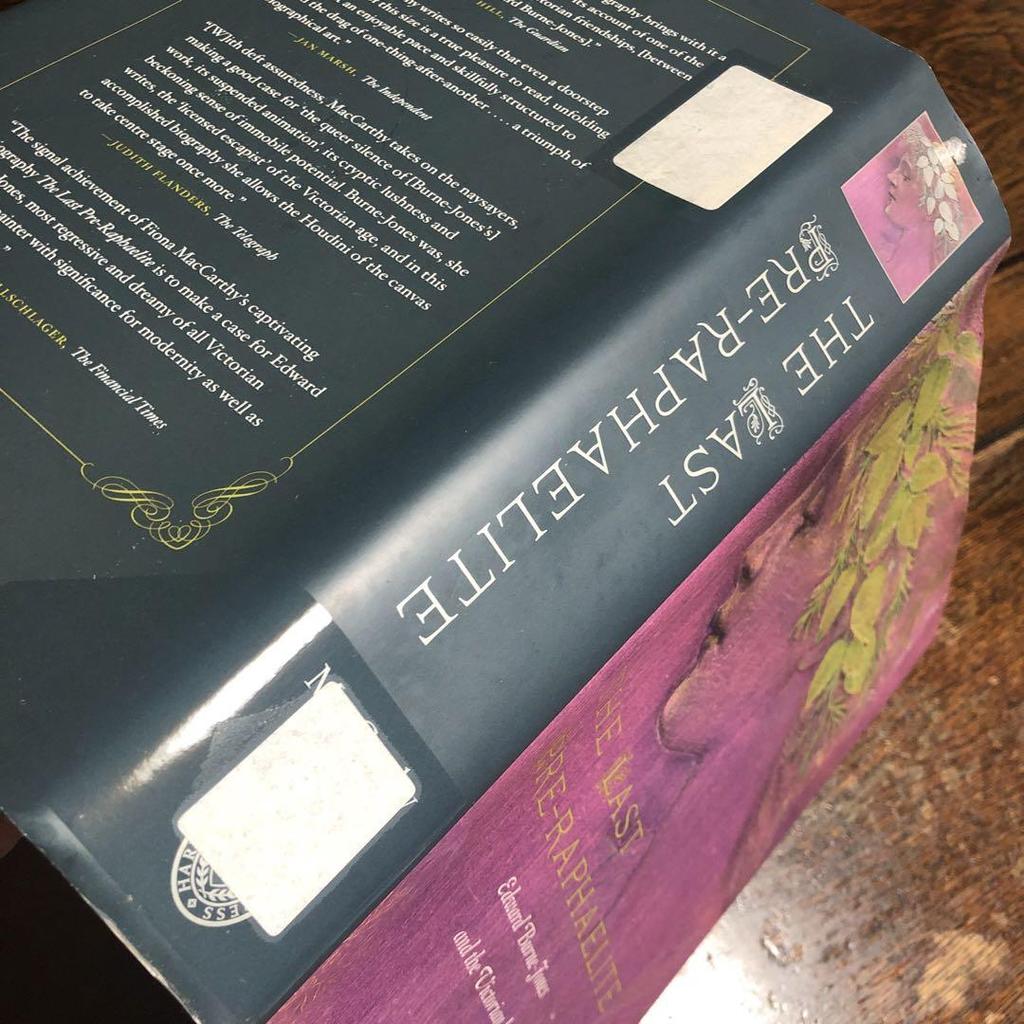 graphy brings with it a
its account of one of the
torian friendships, [between
rd Burne-Jones]."
HILL, The Guardian
y writes so easily that even a doorstep
f this size is a true pleasure to read, unfolding
t an enjoyable pace and skillfully structured to
d the drag of one-thing-after-another . . . . a triumph of
ographical art."
—JAN MARSH, The Independent
"[W]ith deft assuredness, MacCarthy takes on the naysayers,
making a good case for 'the queer silence of [Burne-Jones's]
work, its suspended animation,' its cryptic lushness and
beckoning sense of immobile potential. Burne-Jones was, she
writes, the 'licensed escapist' of the Victorian age, and in this
accomplished biography she allows the Houdini of the canvas
to take centre stage once more."
—JUDITH FLANDERS, The Telegraph
"The signal achievement of Fiona MacCarthy's captivating
ography The Last Pre-Raphaelite is to make a case for Edward
Jones, most regressive and dreamy of all Victorian
ainter with significance for modernity as well as
"
LLSCHLAGER, The Financial Times
THE LAST
PRE-RAPHAELITE
M
Y
HAR
ESS
THE LAST
PRE-RAPHAELITE
Edward Burne-Jones
and the Victorian